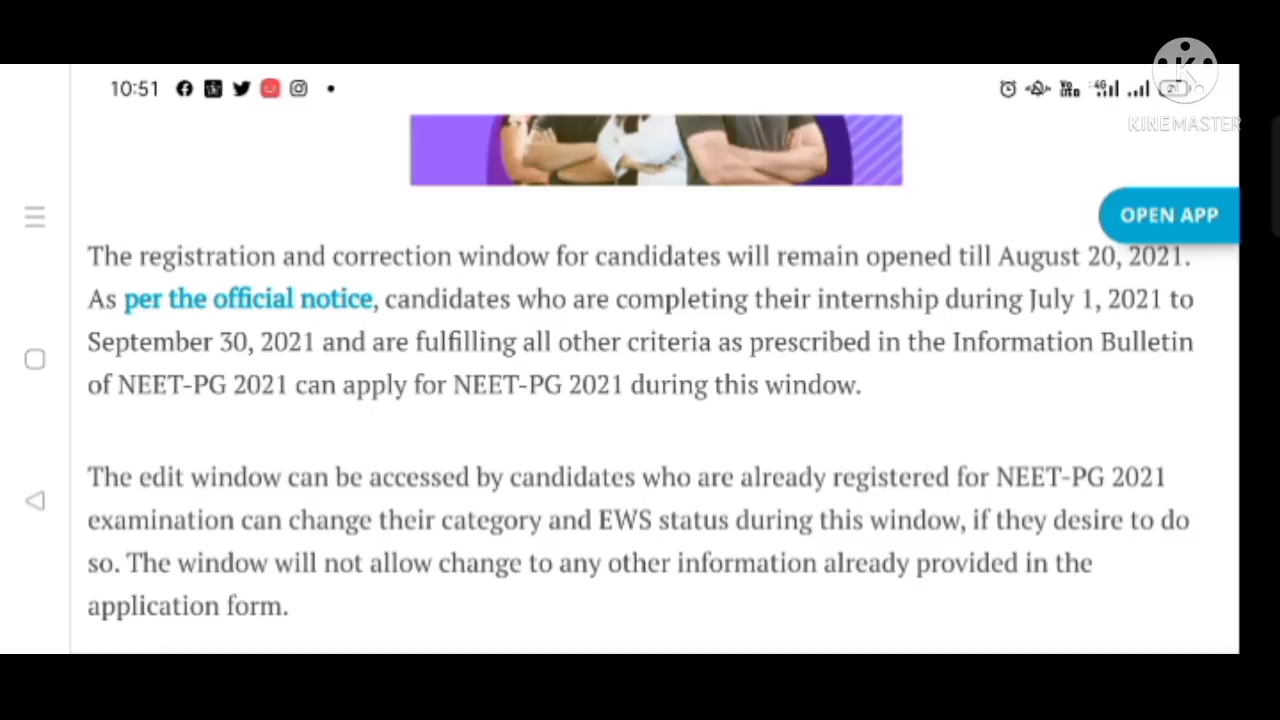 10:51
KINEMASTER
OPEN APP
The registration and correction window for candidates will remain opened till August 20, 2021.
As per the official notice, candidates who are completing their internship during July 1, 2021 to
September 30, 2021 and are fulfilling all other criteria as prescribed in the Information Bulletin
of NEET-PG 2021 can apply for NEET-PG 2021 during this window.
The edit window can be accessed by candidates who are already registered for NEET-PG 2021
examination can change their category and EWS status during this window, if they desire to do
so. The window will not allow change to any other information already provided in the
application form.